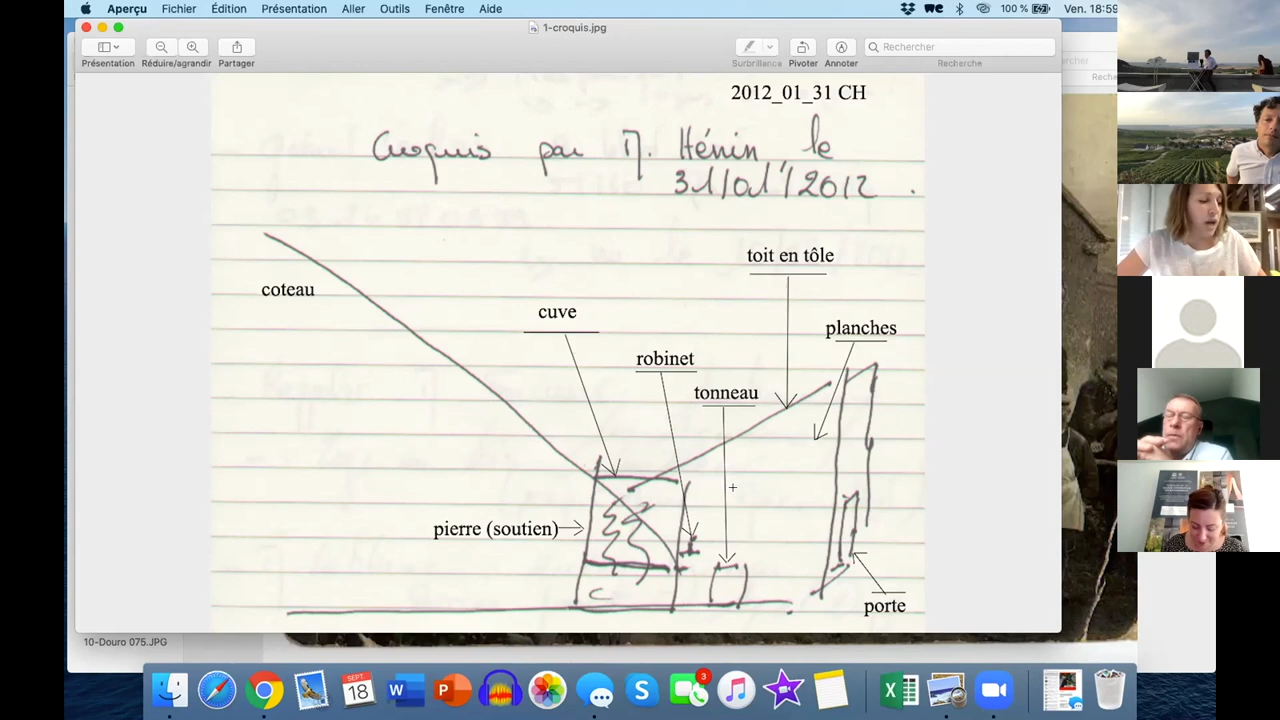 Aperçu Fichier Édition Présentation Aller Outils Fenêtre Aide 100 % Ven. 18:59
1-croquis.jpg
Rechercher
Présentation Réduire/agrandir Partager Surbrillance Pivoter Annoter Recherche
2012_01_31 CH
Croquis par M. Hénin le
31/01/2012.
toit en tôle
coteau
cuve
planches
robinet
tonneau
pierre (soutien)
C
porte
10-Douro 075.JPG
SEPT.
18
3